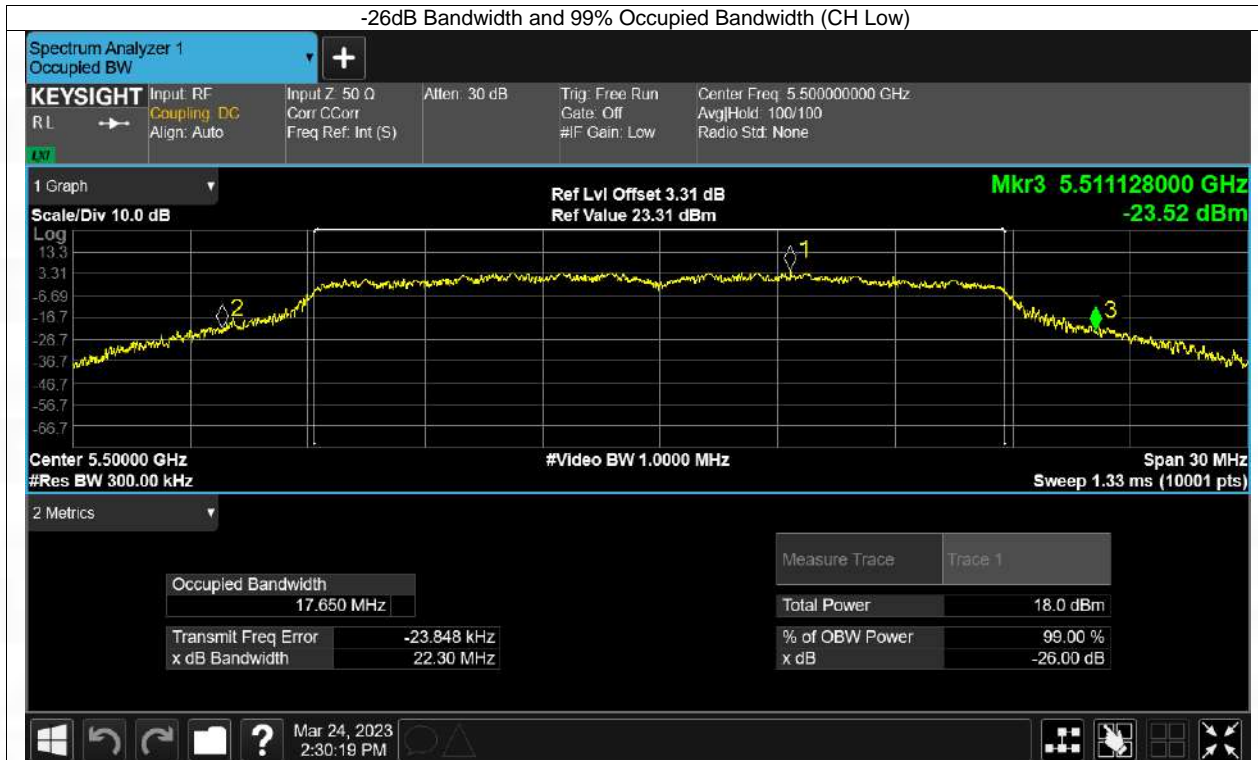 -26dB Bandwidth and 99% Occupied Bandwidth (CH Low)
Spectrum Analyzer 1
Occupied BW
KEYSIGHT
RL
LXI
Input: RF
Coupling: DC
Align: Auto
Input Z: 50 Ω
Corr CCorr
Freq Ref: Int (S)
Atten: 30 dB
Trig: Free Run
Gate: Off
#IF Gain: Low
Center Freq: 5.500000000 GHz
Avg|Hold: 100/100
Radio Std: None
1 Graph
Scale/Div 10.0 dB
Ref Lvl Offset 3.31 dB
Ref Value 23.31 dBm
Mkr3 5.511128000 GHz
-23.52 dBm
Log
13.3
3.31
-6.69
-16.7
-26.7
-36.7
-46.7
-56.7
-66.7
1
2
3
Center 5.50000 GHz
#Res BW 300.00 kHz
#Video BW 1.0000 MHz
Span 30 MHz
Sweep 1.33 ms (10001 pts)
2 Metrics
Measure Trace Trace 1
Occupied Bandwidth
17.650 MHz
Total Power 18.0 dBm
Transmit Freq Error -23.848 kHz
% of OBW Power 99.00 %
x dB Bandwidth 22.30 MHz
x dB -26.00 dB
?
Mar 24, 2023
2:30:19 PM